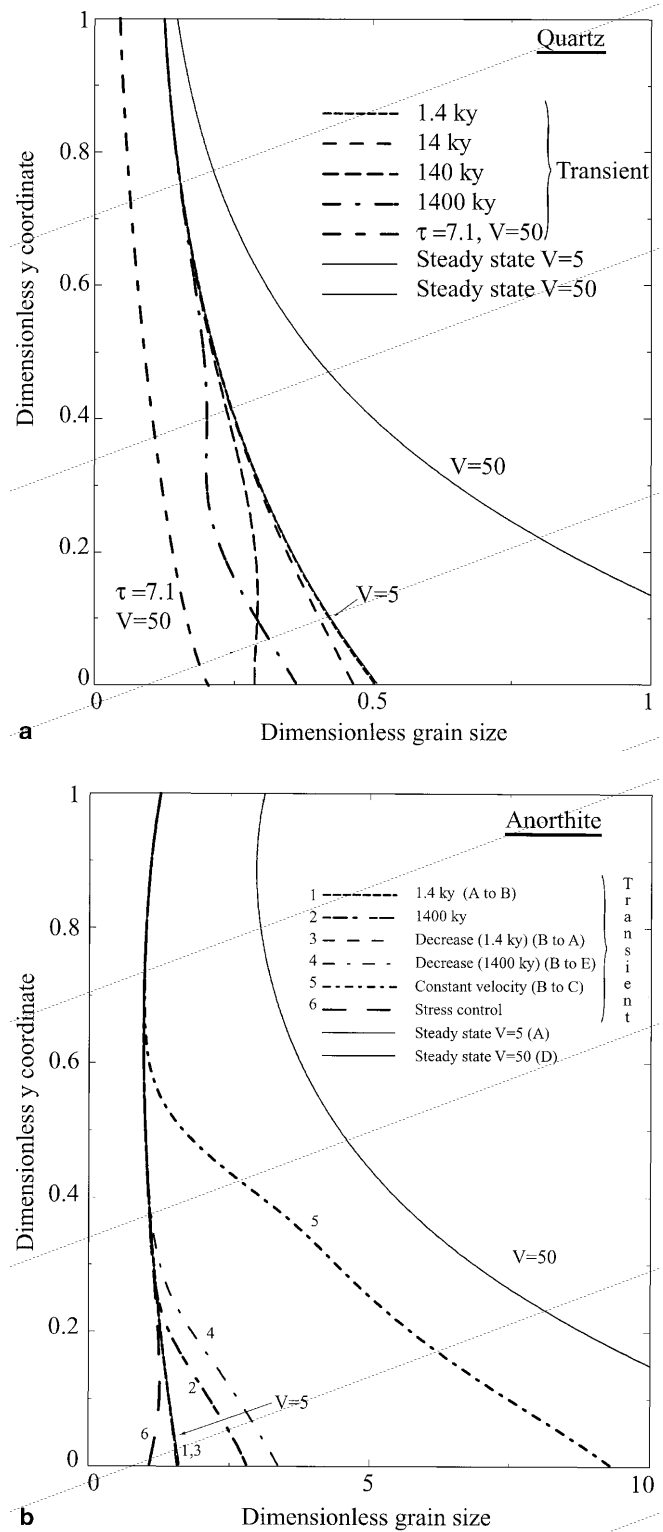 1
Quartz
1.4 ky
0.8
14 ky
140 ky
Transient
1400 ky
τ =7.1, V=50
Steady state V=5
0.6
Steady state V=50
Dimensionless y coordinate
0.4
V=50
0.2
τ =7.1
V=50
V=5
0
0
0.5
1
a
Dimensionless grain size
1
Anorthite
1 1.4 ky (A to B)
2 1400 ky
0.8
3 Decrease (1.4 ky) (B to A)
4 Decrease (1400 ky) (B to E)
5 Constant velocity (B to C)
6 Stress control
Transient
Steady state V=5 (A)
Steady state V=50 (D)
0.6
Dimensionless y coordinate
0.4
5
V=50
0.2
4
2
V=5
6
1,3
0
0
5
10
b
Dimensionless grain size